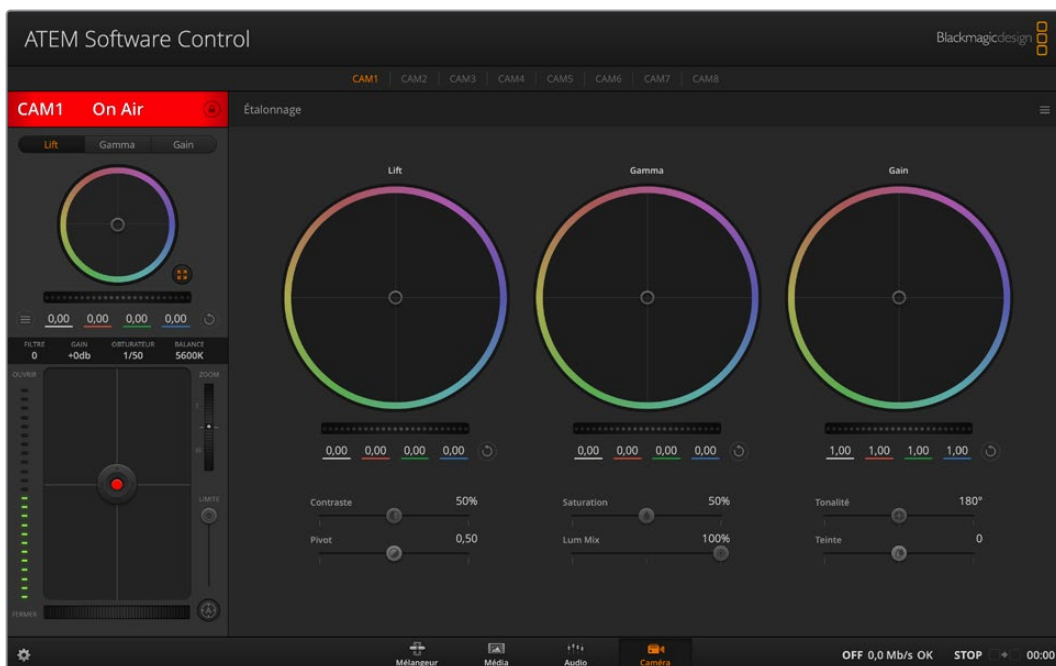 ATEM Software Control
Blackmagicdesign
CAM1 CAM2 CAM3 CAM4 CAM5 CAM6 CAM7 CAM8
CAM1 On Air
Étalonnage
Lift Gamma Gain
Lift Gamma Gain
0,00 0,00 0,00 0,00
FILTRE GAIN OBTURATEUR BALANCE
0 +0db 1/50 5600K
OUVRIR ZOOM
T
W
LIMITE
FERMER
0,00 0,00 0,00 0,00 0,00 0,00 0,00 0,00 1,00 1,00 1,00 1,00
Contraste 50% Saturation 50% Tonalité 180°
Pivot 0,50 Lum Mix 100% Teinte 0
Mélangeur Média Audio Caméra
OFF 0,0 Mb/s OK STOP 00:00